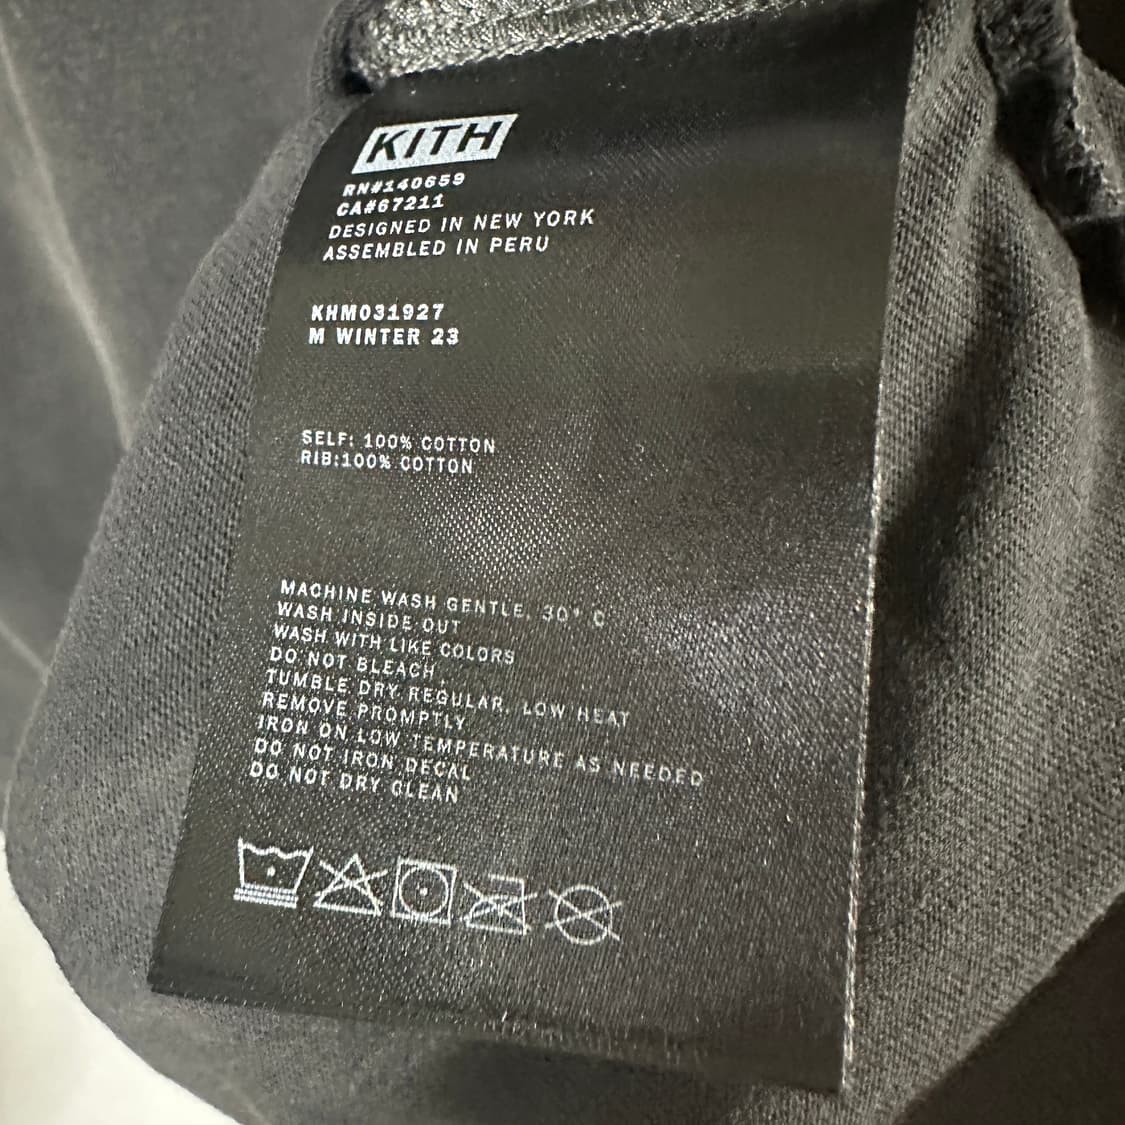 KITH
RN#140659
CA#67211
DESIGNED IN NEW YORK
ASSEMBLED IN PERU
KHM031927
M WINTER 23
SELF: 100% COTTON
RIB:100% COTTON
MACHINE WASH GENTLE, 30° C
WASH INSIDE OUT
WASH WITH LIKE COLORS
DO NOT BLEACH
TUMBLE DRY REGULAR, LOW HEAT
REMOVE PROMPTLY
IRON ON LOW TEMPERATURE AS NEEDED
DO NOT IRON DECAL
DO NOT DRY CLEAN